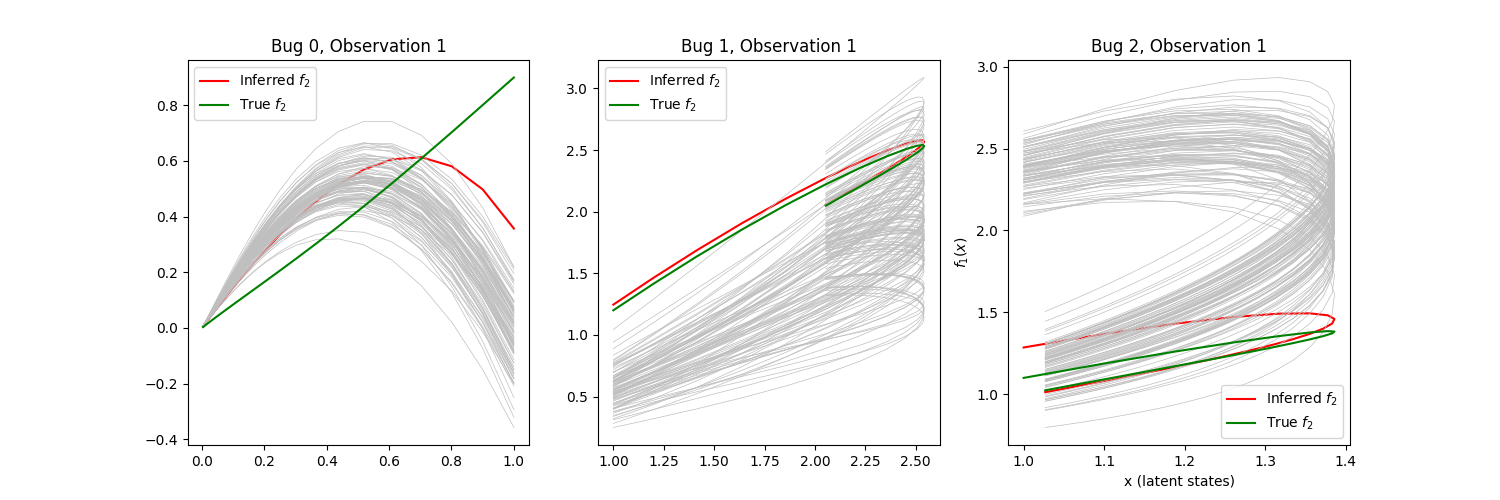 Bug 0, Observation 1
Inferred f₂
True f₂
0.8
0.6
0.4
0.2
0.0
−0.2
−0.4
0.0 0.2 0.4 0.6 0.8 1.0
Bug 1, Observation 1
Inferred f₂
True f₂
3.0
2.5
2.0
1.5
1.0
0.5
1.00 1.25 1.50 1.75 2.00 2.25 2.50
Bug 2, Observation 1
f₁(x)
3.0
2.5
2.0
1.5
1.0
Inferred f₂
True f₂
1.0 1.1 1.2 1.3 1.4
x (latent states)